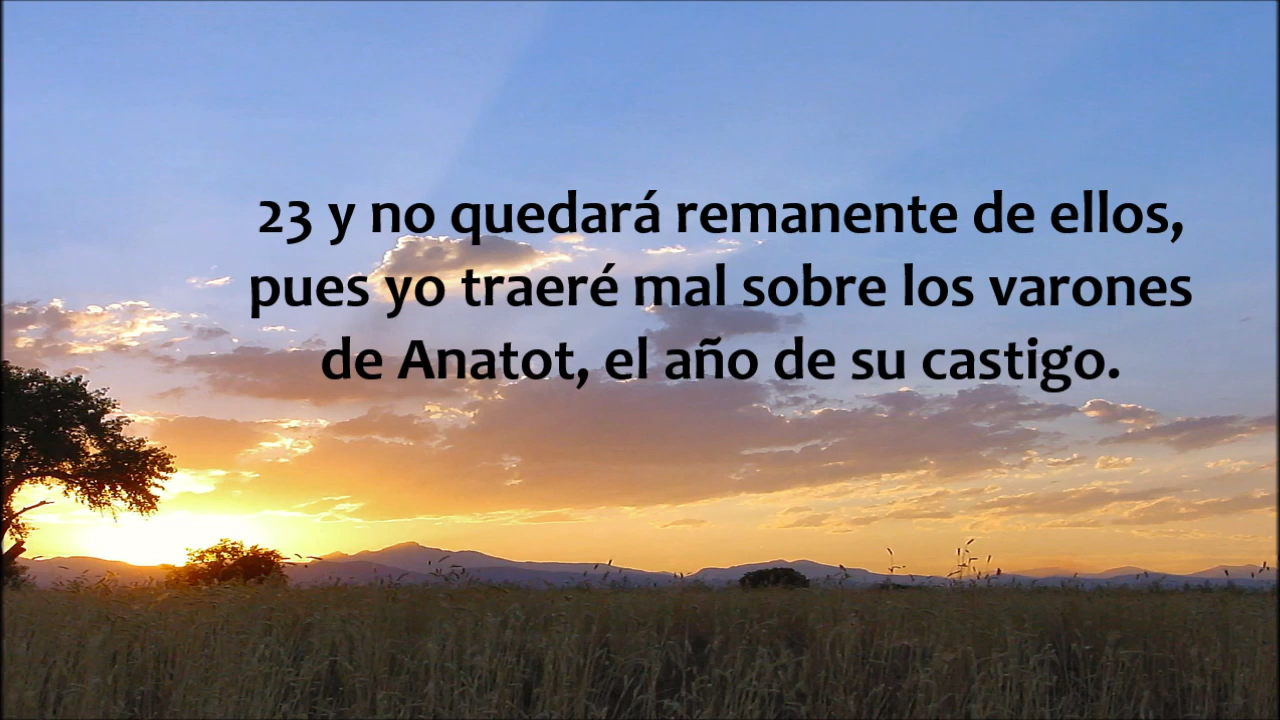 23 y no quedará remanente de ellos,
pues yo traeré mal sobre los varones
de Anatot, el año de su castigo.